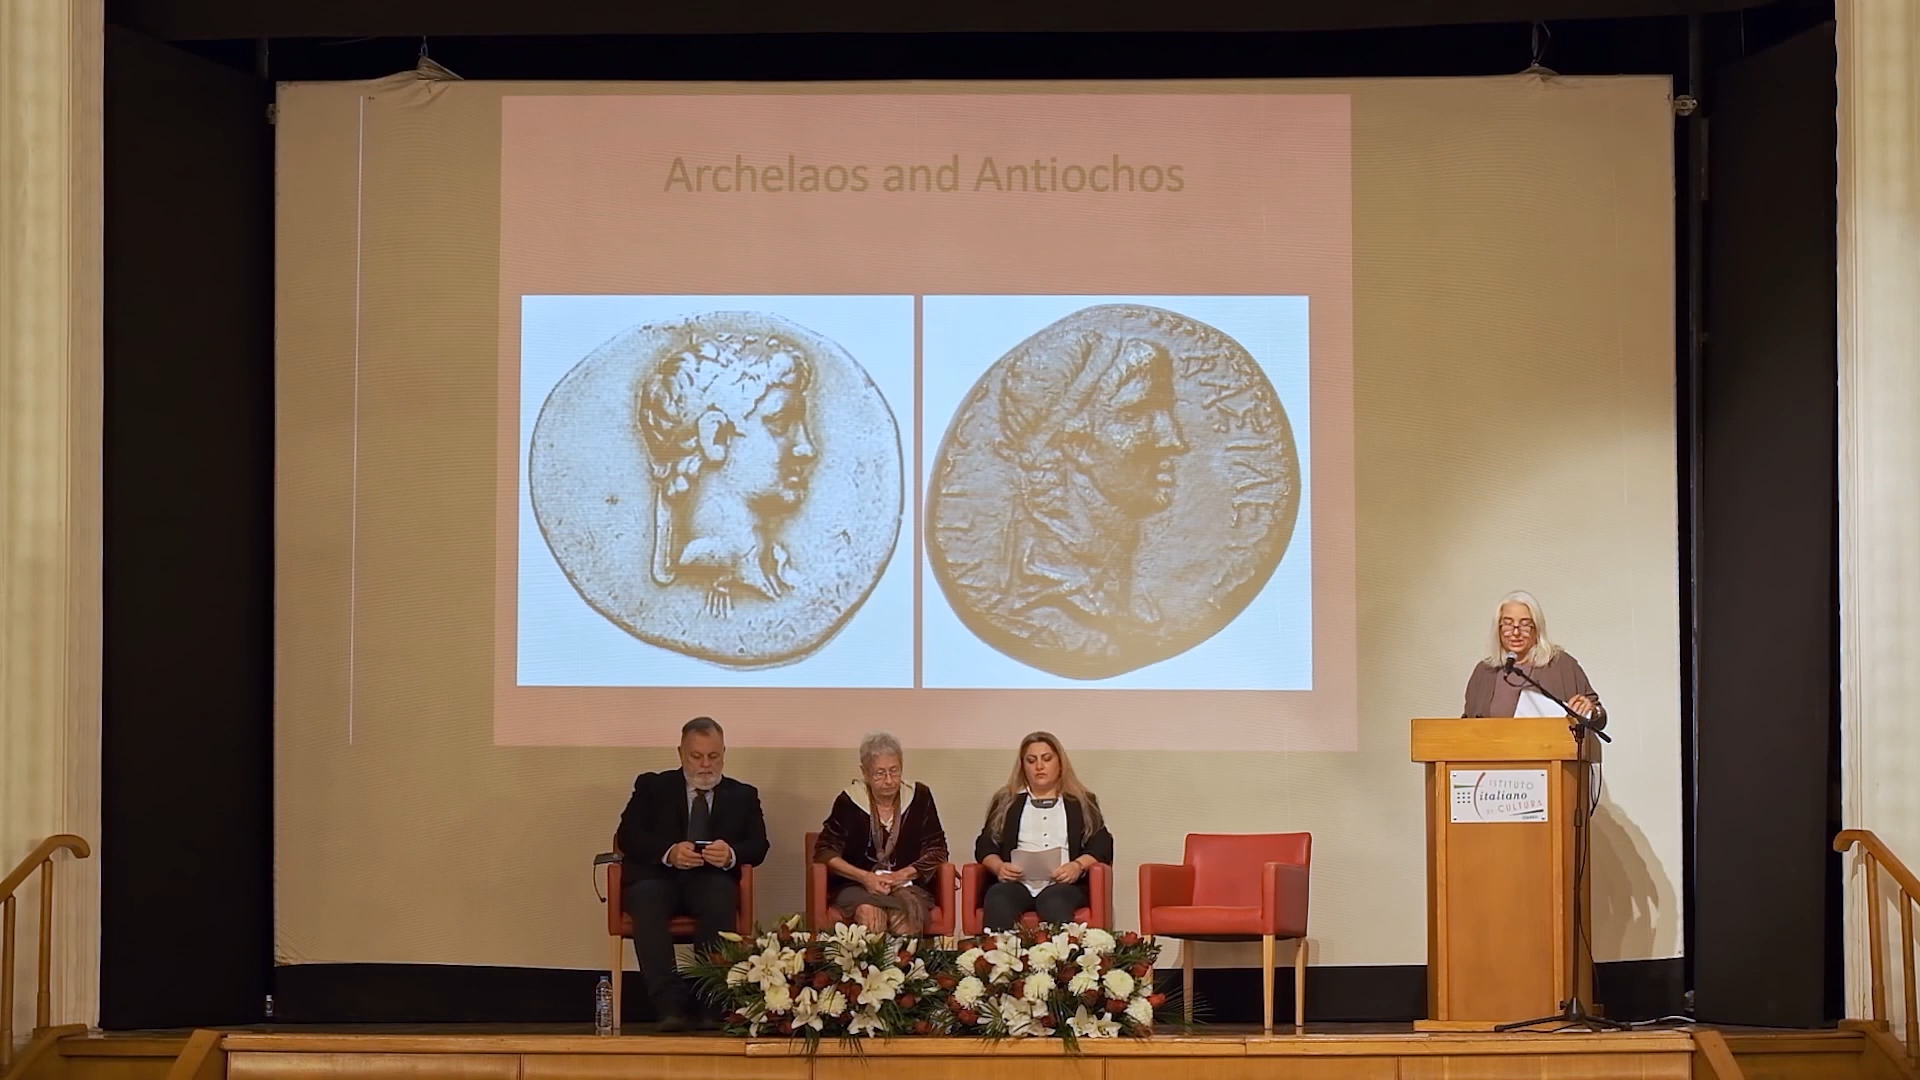 Archelaos and Antiochos
ΒΑΣΙΛΕ
ISTITUTO
italiano
DI CULTURA